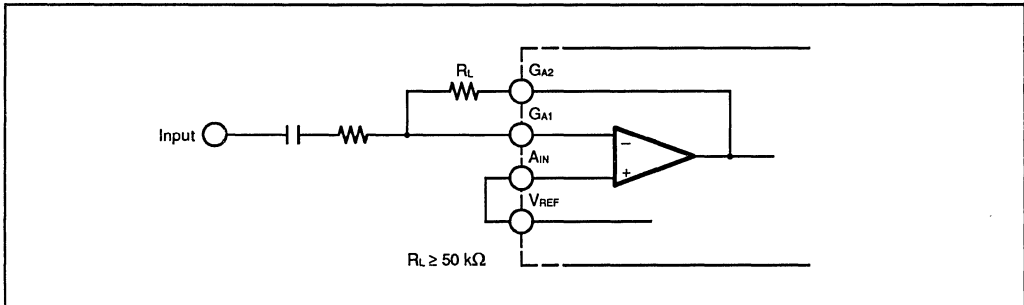 RL
GA2
GA1
Input
AIN
−
+
VREF
RL ≥ 50 kΩ